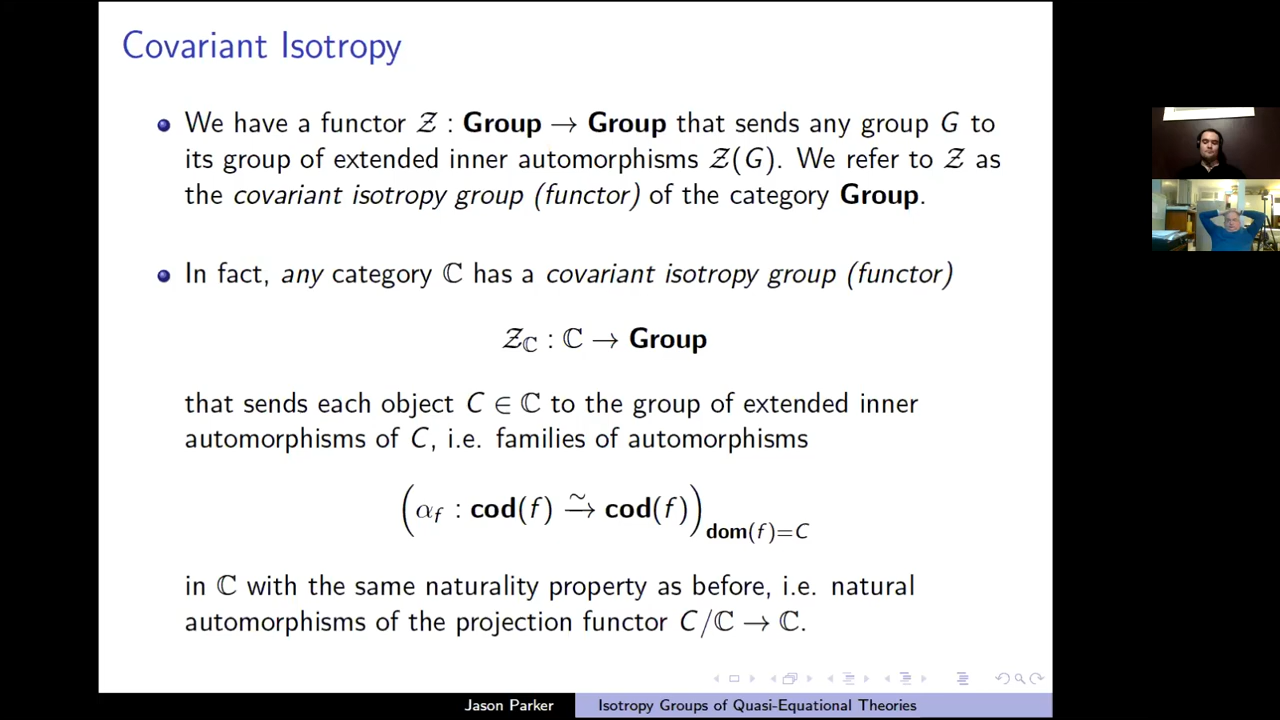 Covariant Isotropy
We have a functor 𝒵 : Group → Group that sends any group G to
its group of extended inner automorphisms 𝒵(G). We refer to 𝒵 as
the covariant isotropy group (functor) of the category Group.
In fact, any category ℂ has a covariant isotropy group (functor)
𝒵_ℂ : ℂ → Group
that sends each object C ∈ ℂ to the group of extended inner
automorphisms of C, i.e. families of automorphisms
(α_f : cod(f) ⥲ cod(f))_dom(f)=C
in ℂ with the same naturality property as before, i.e. natural
automorphisms of the projection functor C/ℂ → ℂ.
Jason Parker
Isotropy Groups of Quasi-Equational Theories